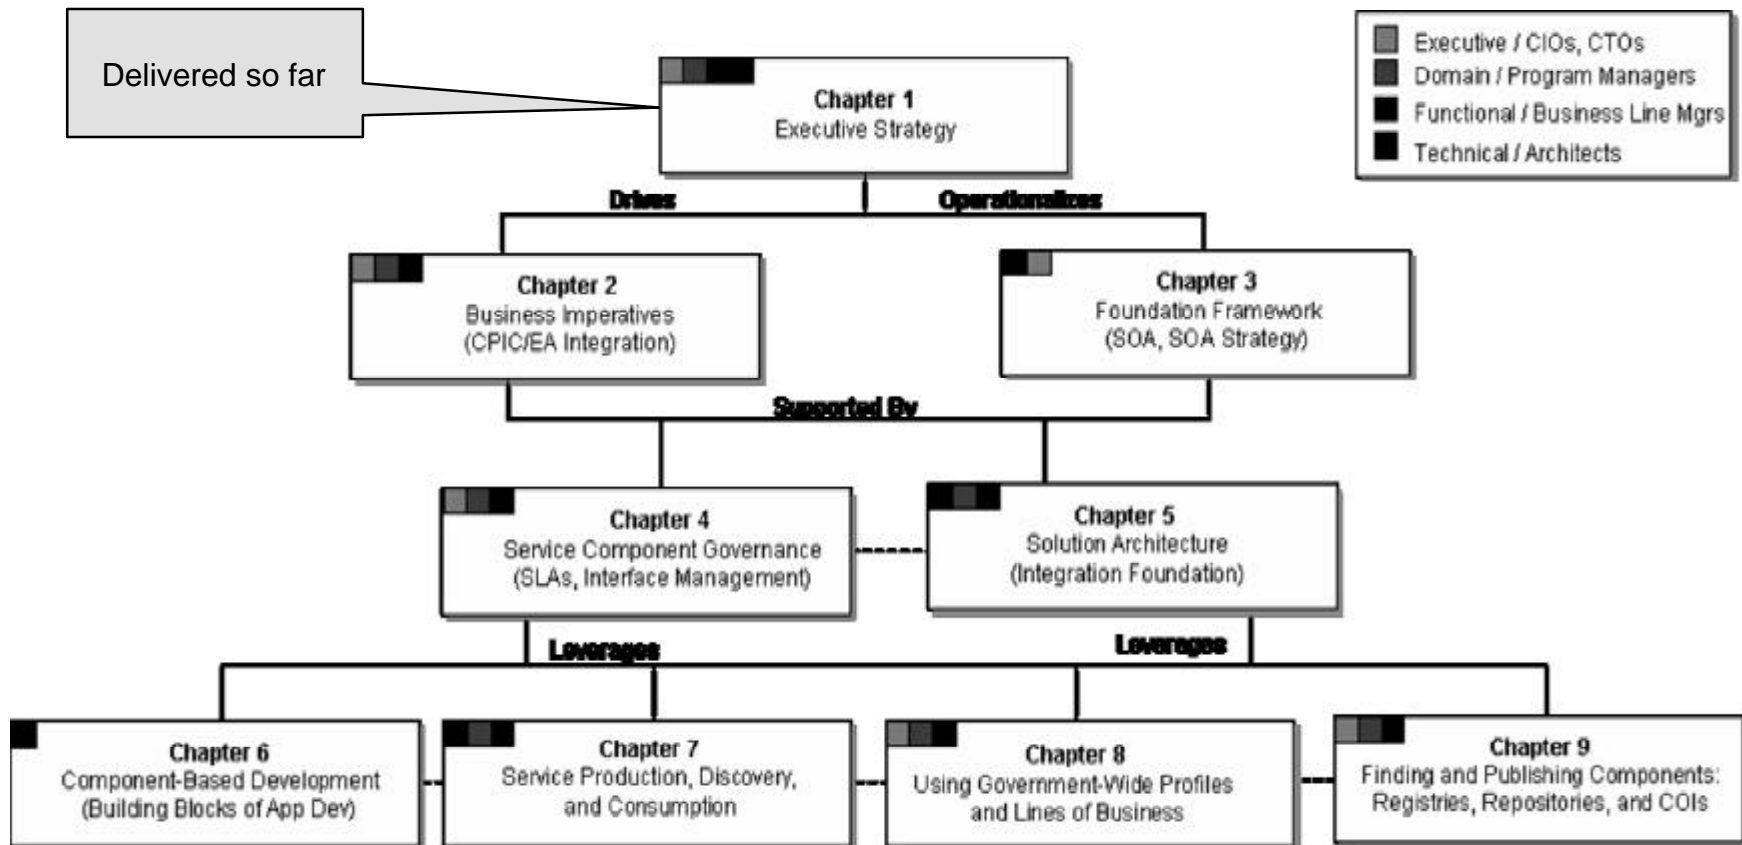 Delivered so far
Executive / CIOs, CTOs
Domain / Program Managers
Functional / Business Line Mgrs
Technical / Architects
Chapter 1
Executive Strategy
Drives
Operationalizes
Chapter 2
Business Imperatives
(CPIC/EA Integration)
Chapter 3
Foundation Framework
(SOA, SOA Strategy)
Supported By
Chapter 4
Service Component Governance
(SLAs, Interface Management)
Chapter 5
Solution Architecture
(Integration Foundation)
Leverages
Leverages
Chapter 6
Component-Based Development
(Building Blocks of App Dev)
Chapter 7
Service Production, Discovery,
and Consumption
Chapter 8
Using Government-Wide Profiles
and Lines of Business
Chapter 9
Finding and Publishing Components:
Registries, Repositories, and COIs